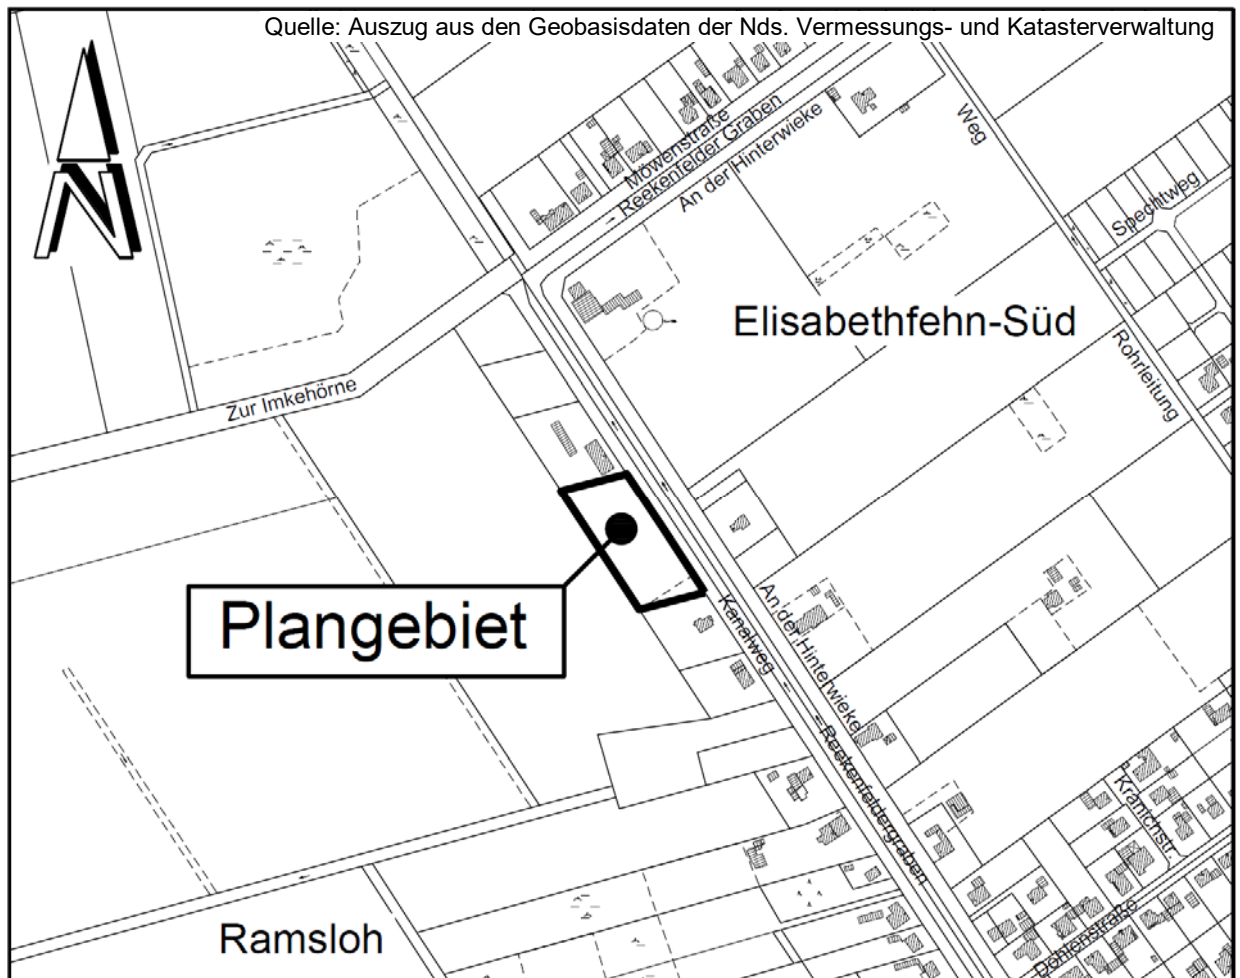 Quelle: Auszug aus den Geobasisdaten der Nds. Vermessungs- und Katasterverwaltung
N
Möwenstraße
Reekenfelder Graben
An der Hinterwieke
Weg
Spechtweg
Elisabethfehn-Süd
Rohrleitung
Zur Imkehörne
Plangebiet
Kanalweg
An der Hinterwieke
Reekenfeldergraben
Kranichstr.
Ramsloh
Dohlenstraße